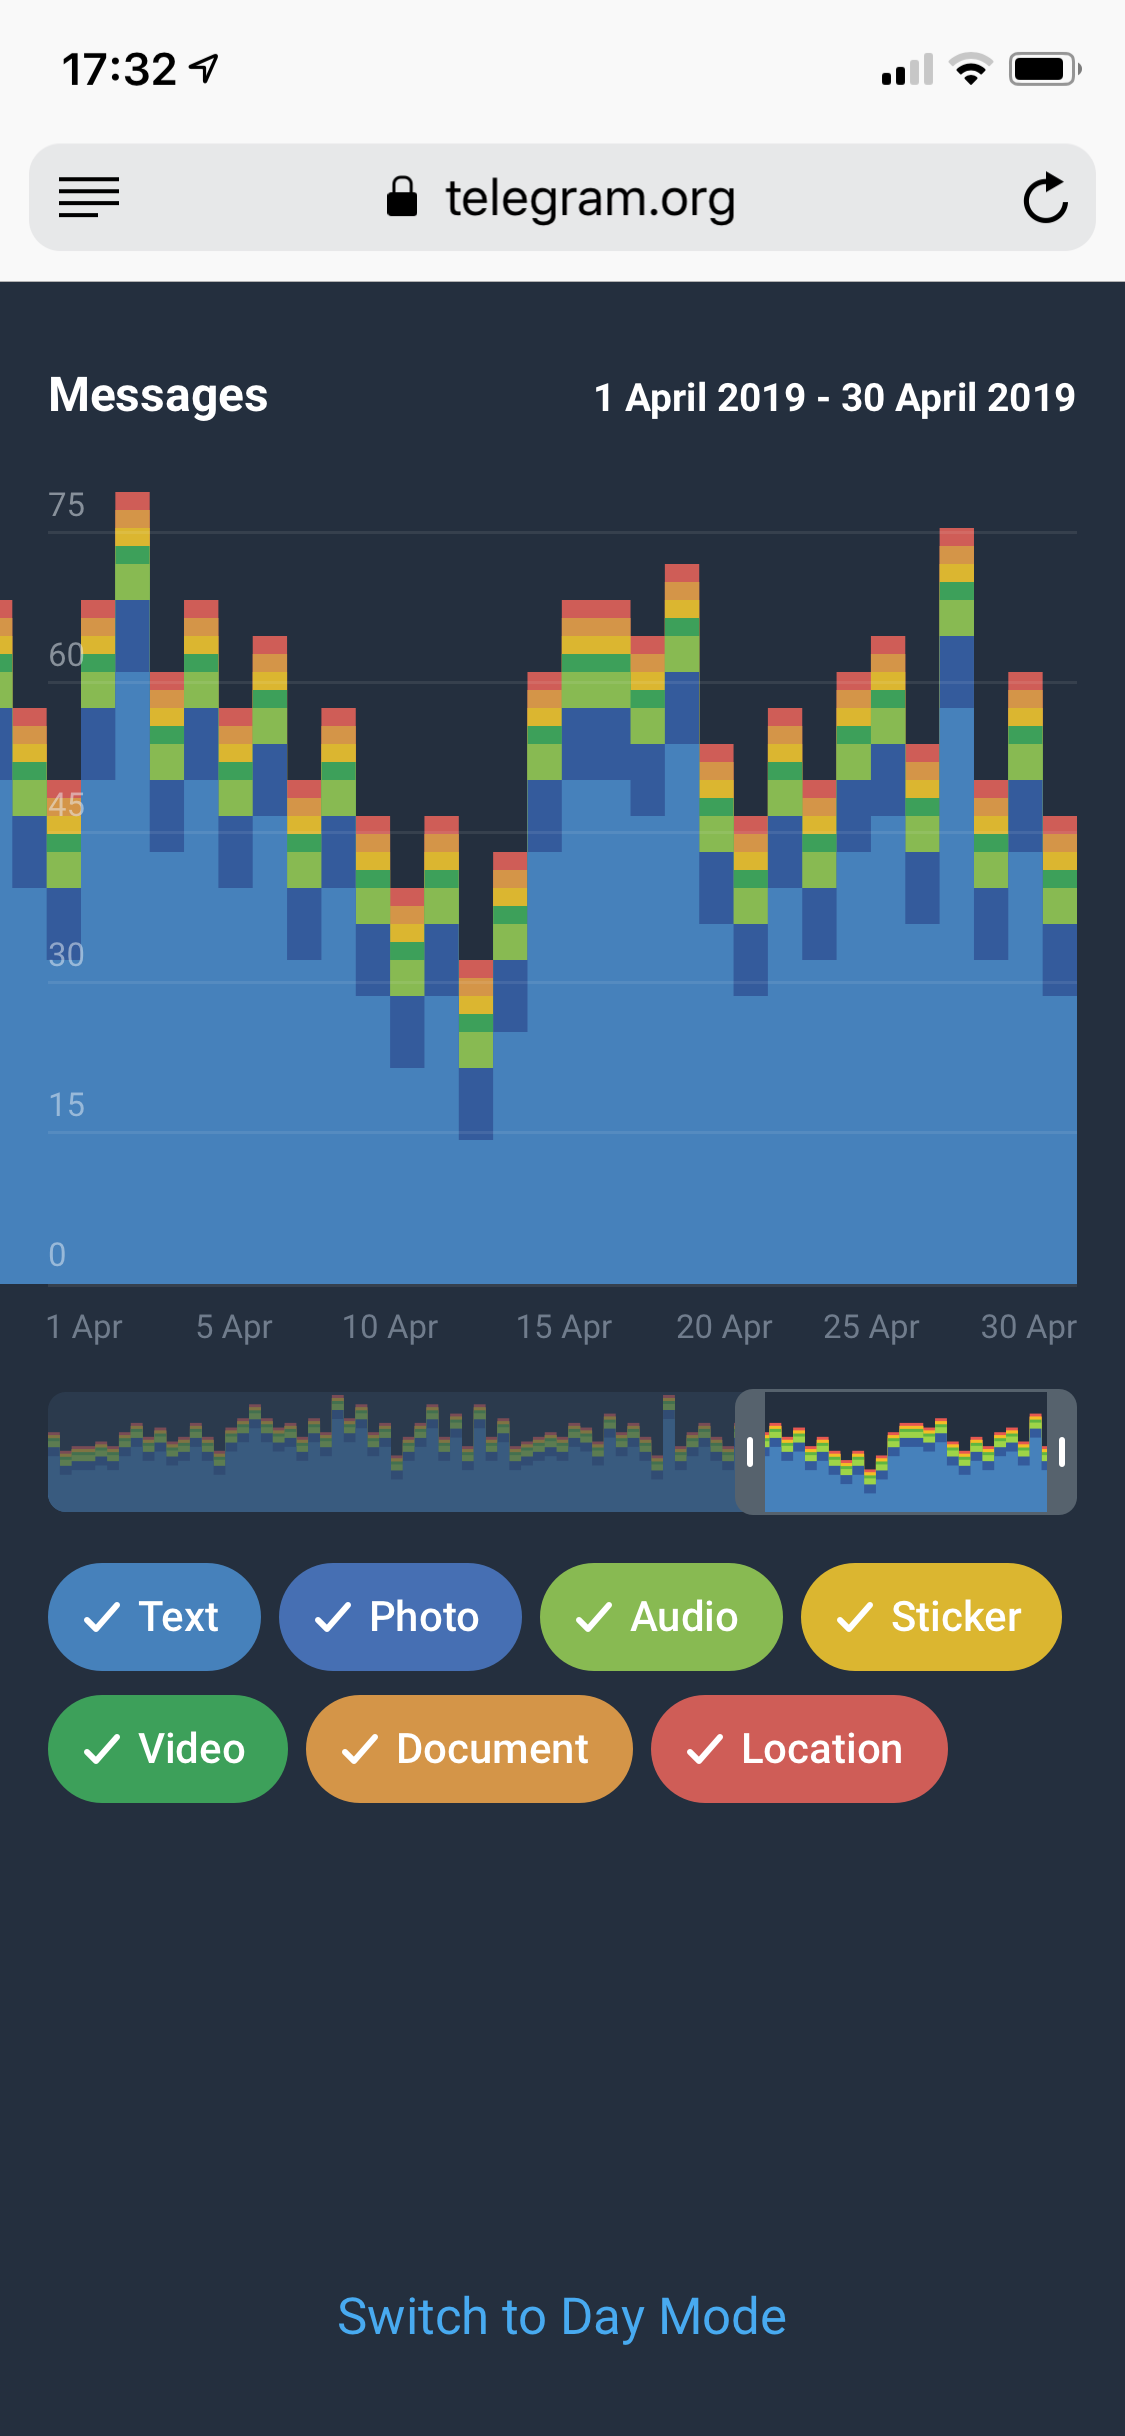 17:32
telegram.org
Messages
1 April 2019 - 30 April 2019
75
60
45
30
15
0
1 Apr 5 Apr 10 Apr 15 Apr 20 Apr 25 Apr 30 Apr
Text Photo Audio Sticker
Video Document Location
Switch to Day Mode